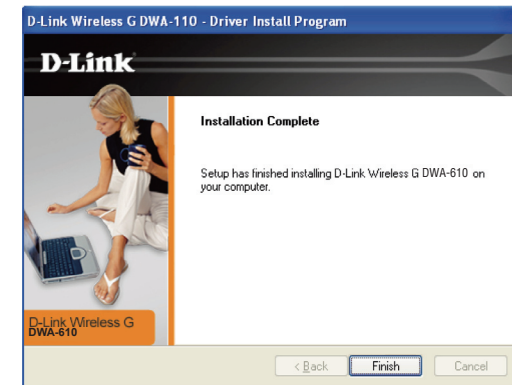 D-Link Wireless G DWA-110 - Driver Install Program
D-Link
Installation Complete
Setup has finished installing D-Link Wireless G DWA-610 on
your computer.
D-Link Wireless G
DWA-610
< Back
Finish
Cancel